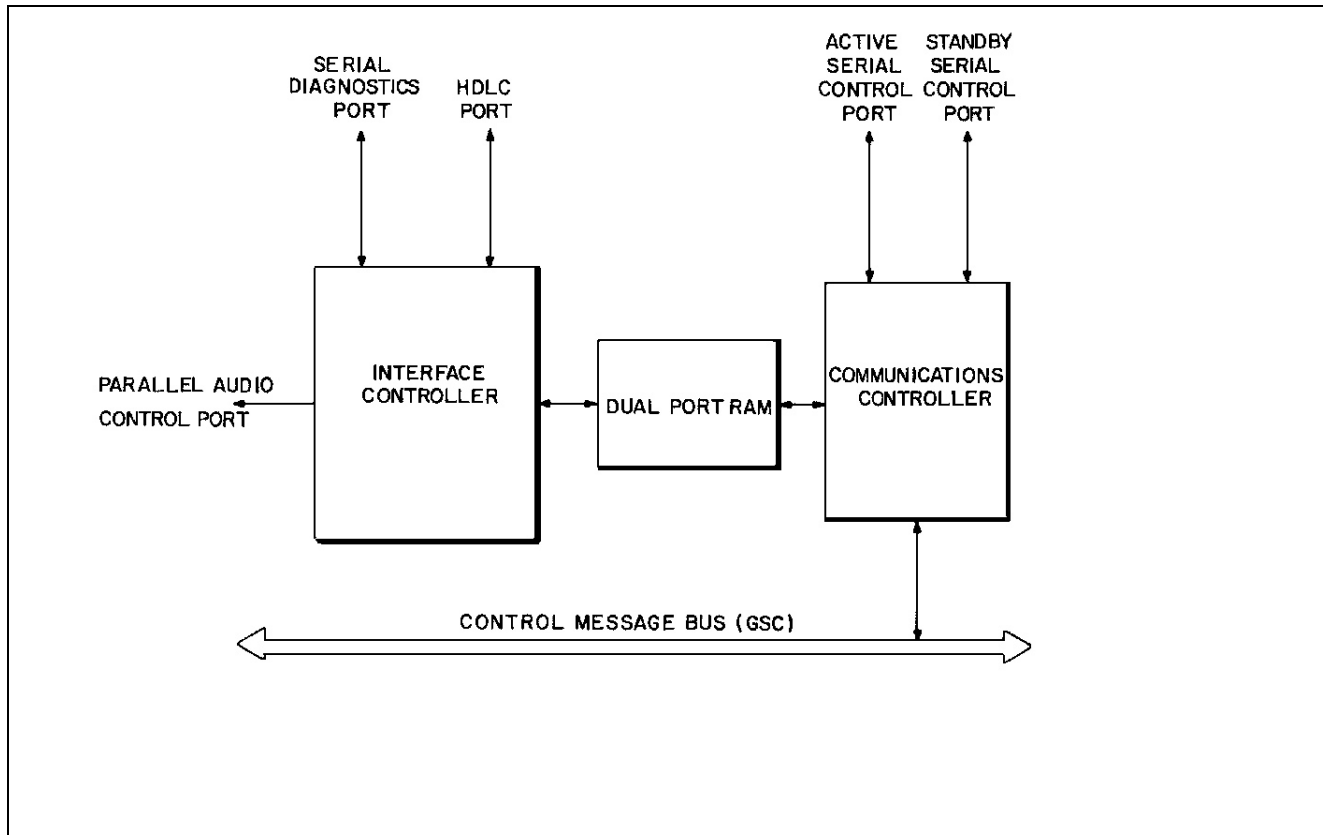 SERIAL
DIAGNOSTICS
PORT
HDLC
PORT
ACTIVE
SERIAL
CONTROL
PORT
STANDBY
SERIAL
CONTROL
PORT
PARALLEL AUDIO
CONTROL PORT
INTERFACE
CONTROLLER
DUAL PORT RAM
COMMUNICATIONS
CONTROLLER
CONTROL MESSAGE BUS (GSC)